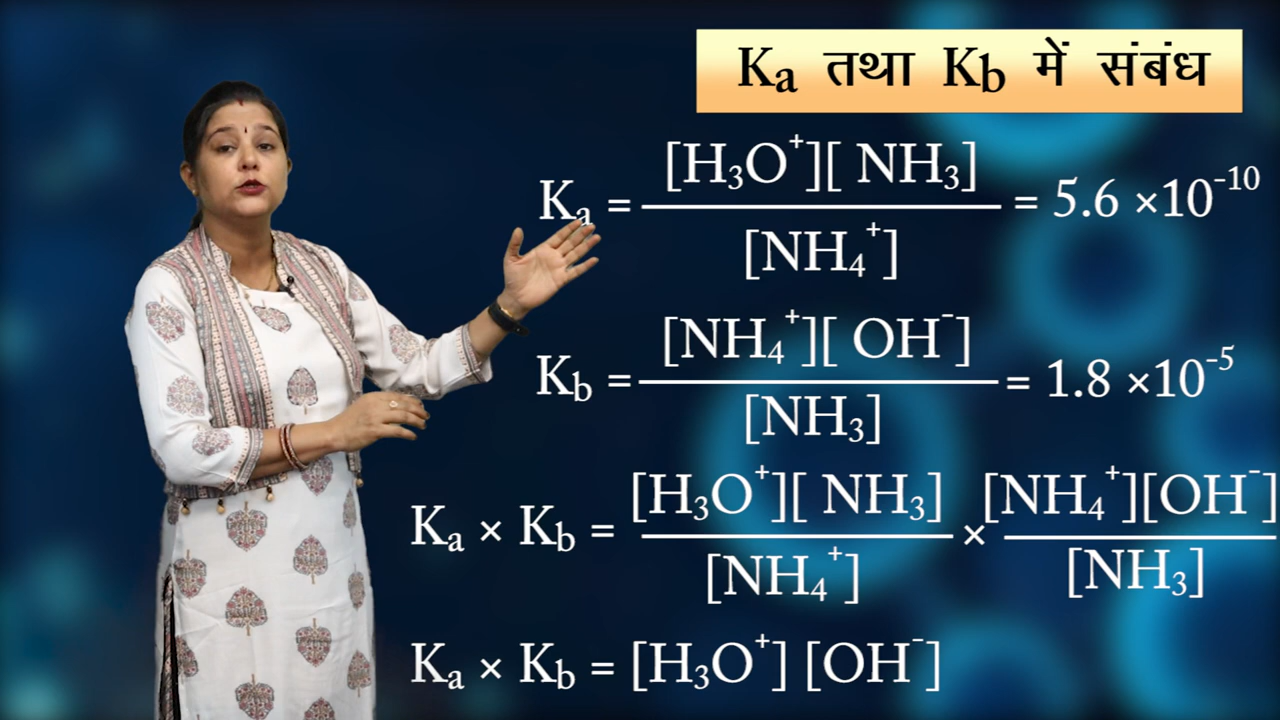 Ka तथा Kb में संबंध
Ka = [H3O+][ NH3] / [NH4+] = 5.6 ×10-10
Kb = [NH4+][ OH-] / [NH3] = 1.8 ×10-5
Ka × Kb = [H3O+][ NH3] / [NH4+] × [NH4+][OH-] / [NH3]
Ka × Kb = [H3O+] [OH-]